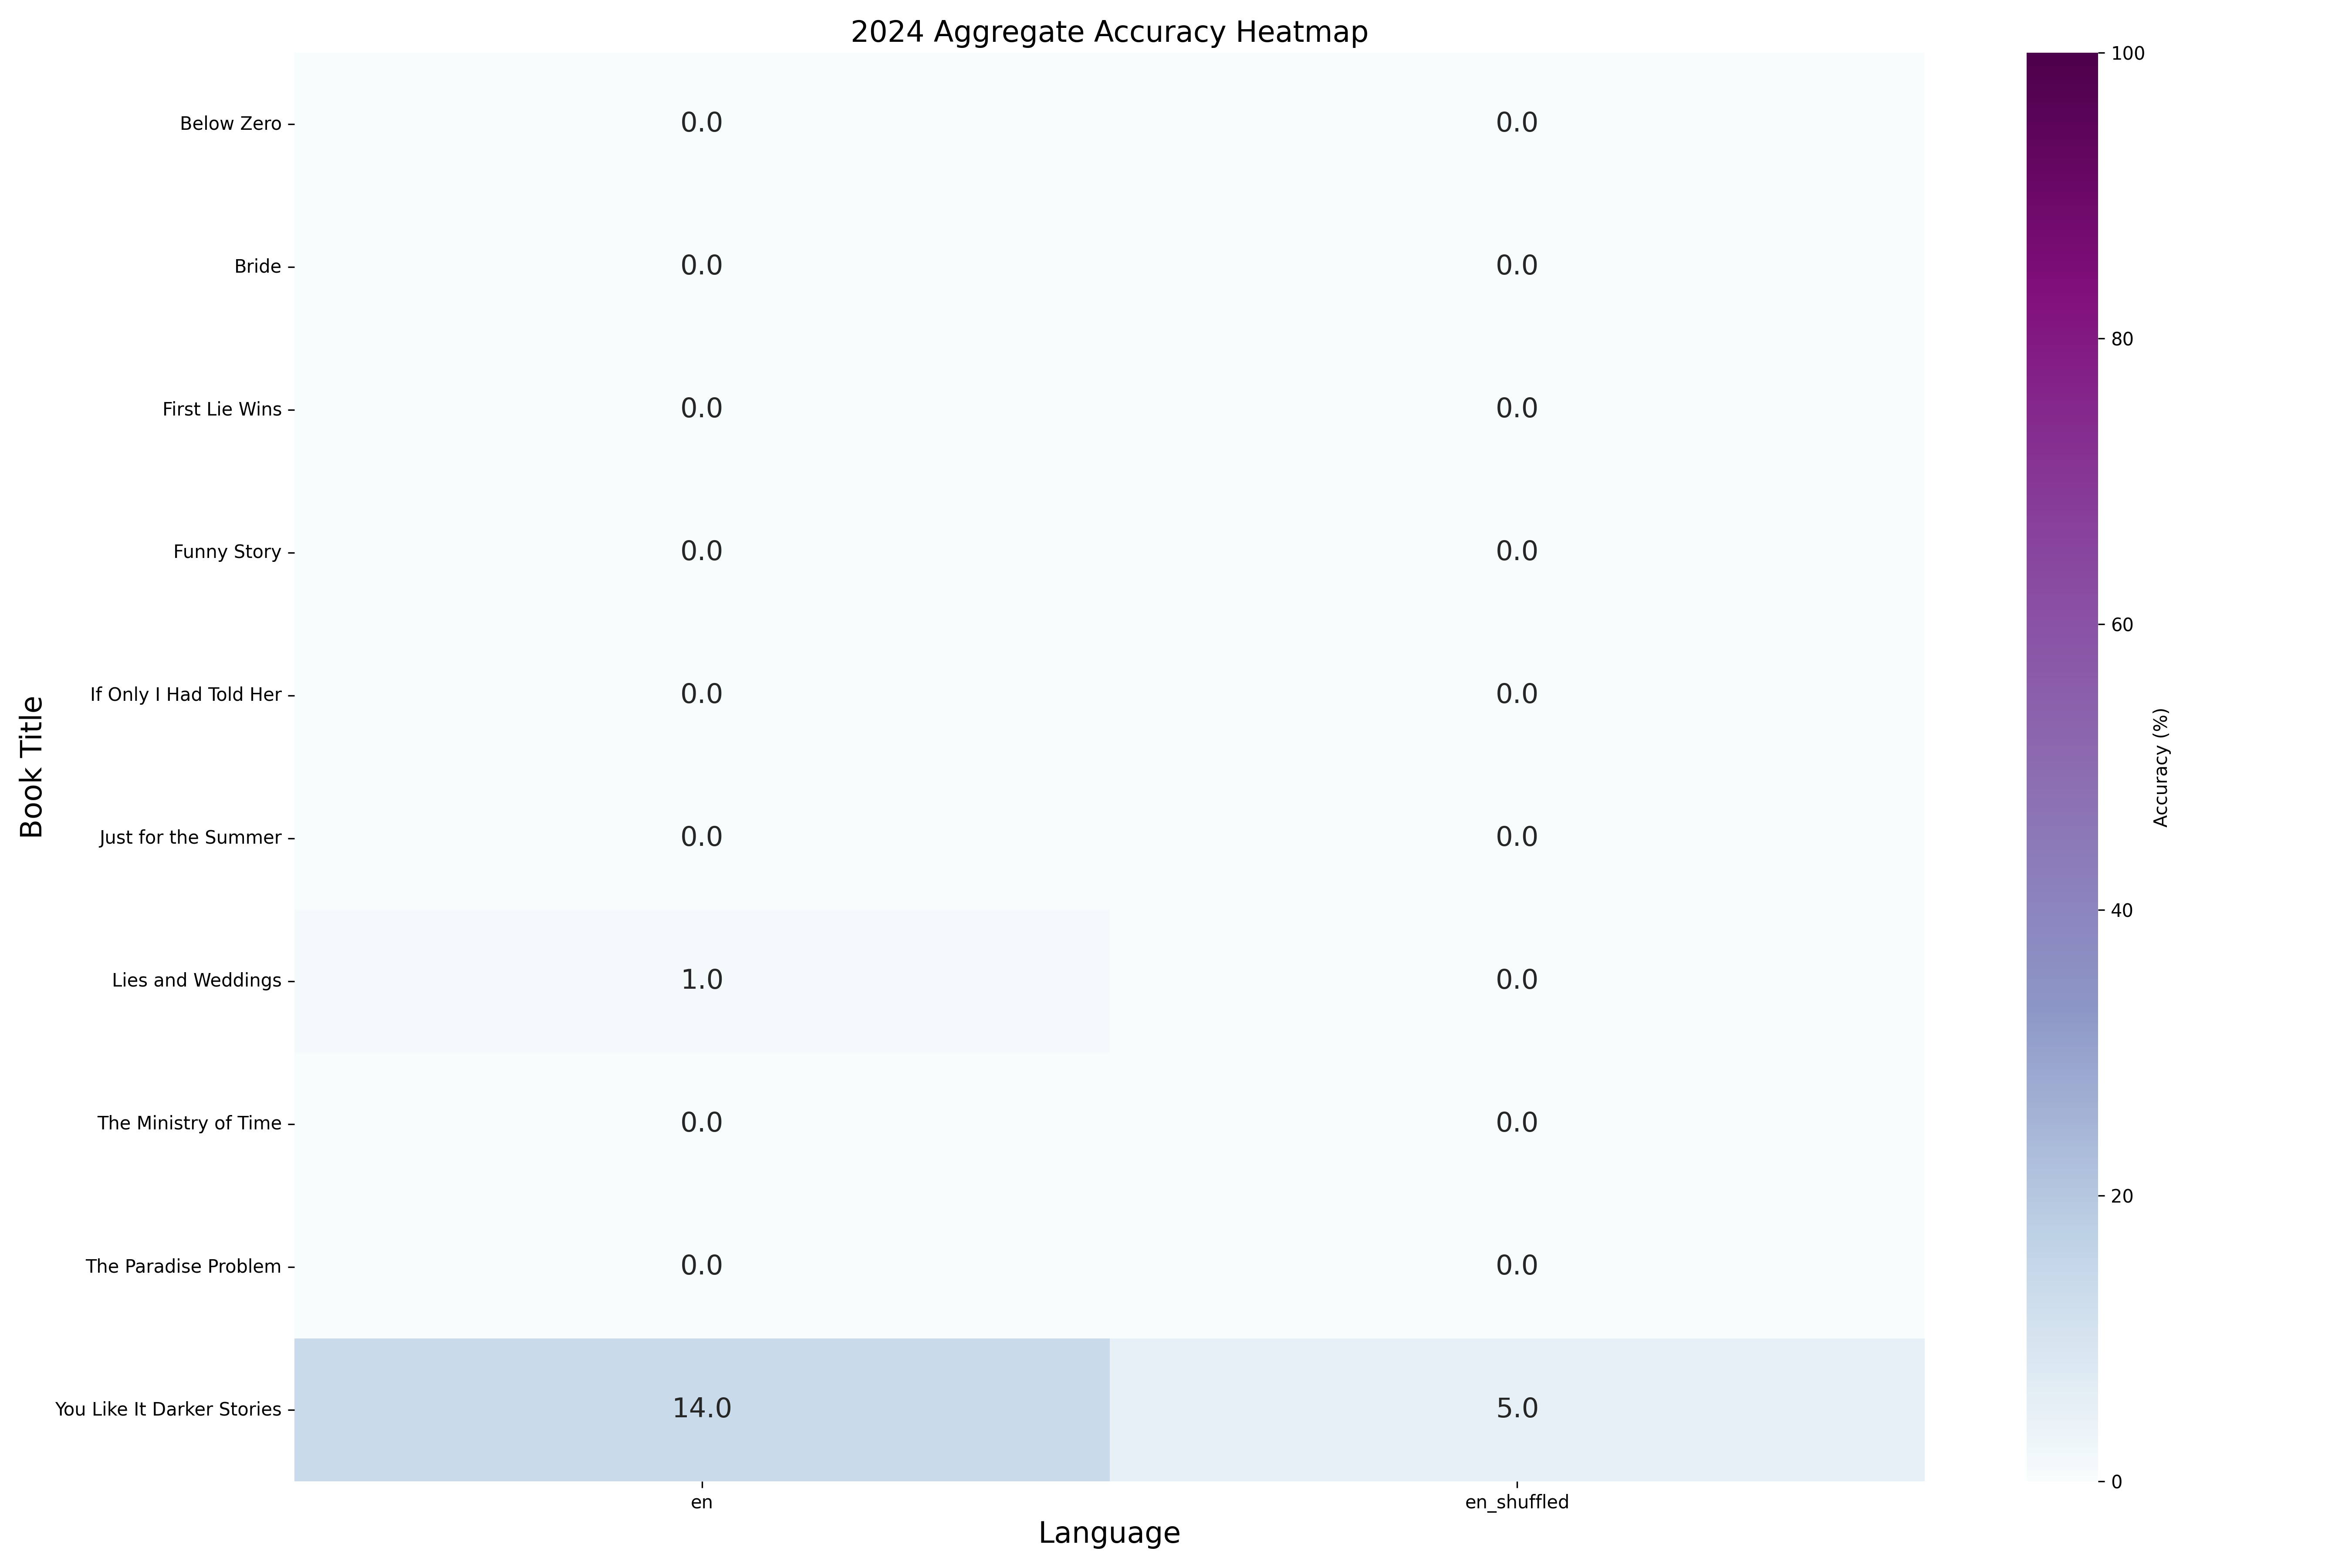 2024 Aggregate Accuracy Heatmap
Book Title
Below Zero 0.0 0.0
Bride 0.0 0.0
First Lie Wins 0.0 0.0
Funny Story 0.0 0.0
If Only I Had Told Her 0.0 0.0
Just for the Summer 0.0 0.0
Lies and Weddings 1.0 0.0
The Ministry of Time 0.0 0.0
The Paradise Problem 0.0 0.0
You Like It Darker Stories 14.0 5.0
en en_shuffled
Language
100
80
60
40
20
0
Accuracy (%)